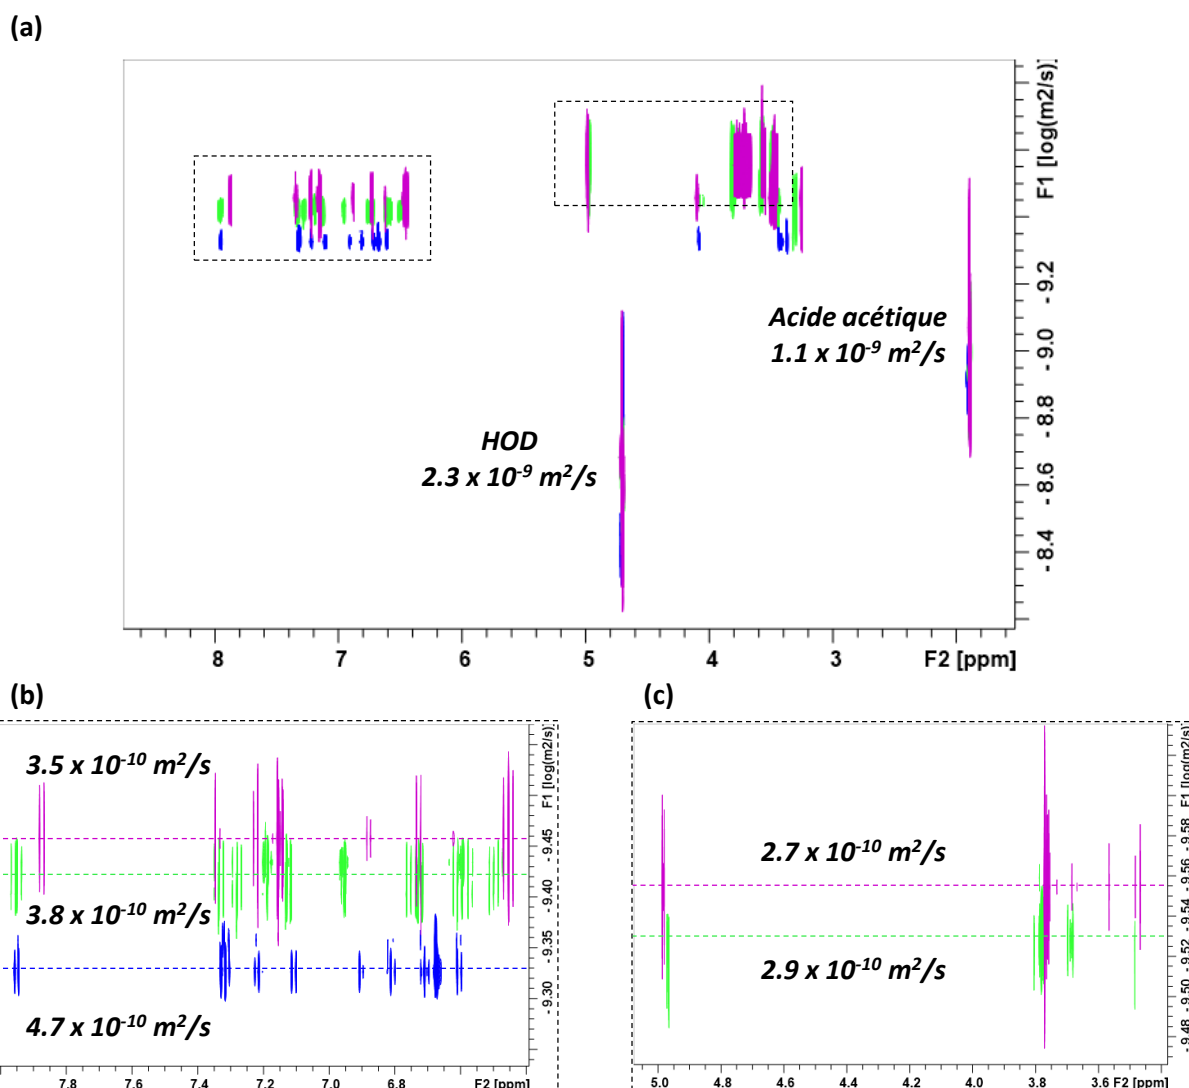 (a)
F1 [log(m2/s)]
- 9.2
Acide acétique
1.1 x 10-9 m2/s
- 9.0
- 8.8
HOD
2.3 x 10-9 m2/s
- 8.6
- 8.4
8 7 6 5 4 3 F2 [ppm]
(b) (c)
3.5 x 10-10 m2/s
F1 [log(m2/s)]
- 9.45
- 9.40
3.8 x 10-10 m2/s
- 9.35
- 9.30
4.7 x 10-10 m2/s
7.8 7.6 7.4 7.2 7.0 6.8 F2 [ppm]
F1 [log(m2/s)]
- 9.58
2.7 x 10-10 m2/s
- 9.56
- 9.54
- 9.52
2.9 x 10-10 m2/s
- 9.50
- 9.48
5.0 4.8 4.6 4.4 4.2 4.0 3.8 3.6 F2 [ppm]